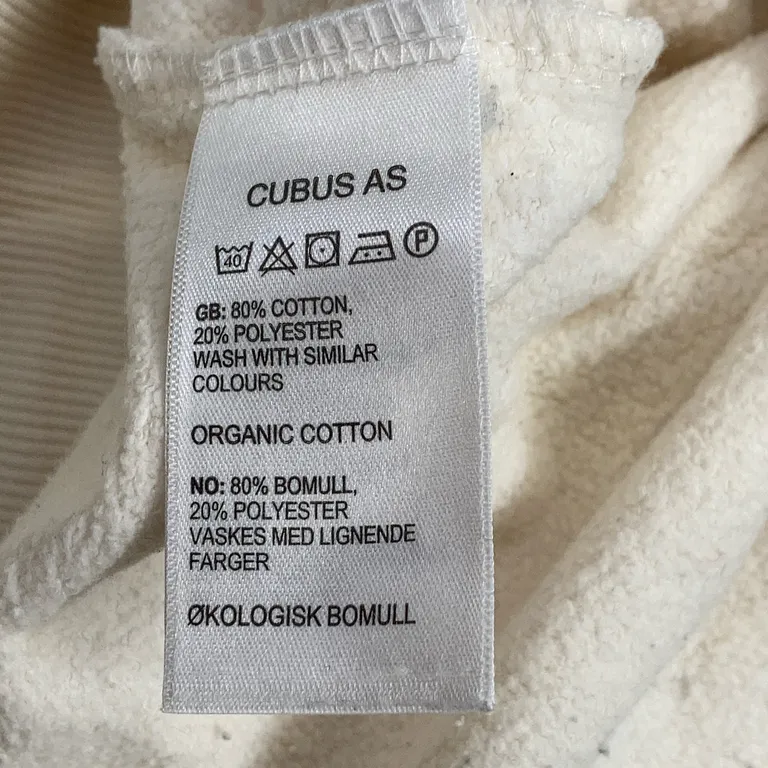 CUBUS AS
40 P
GB: 80% COTTON,
20% POLYESTER
WASH WITH SIMILAR
COLOURS
ORGANIC COTTON
NO: 80% BOMULL,
20% POLYESTER
VASKES MED LIGNENDE
FARGER
ØKOLOGISK BOMULL